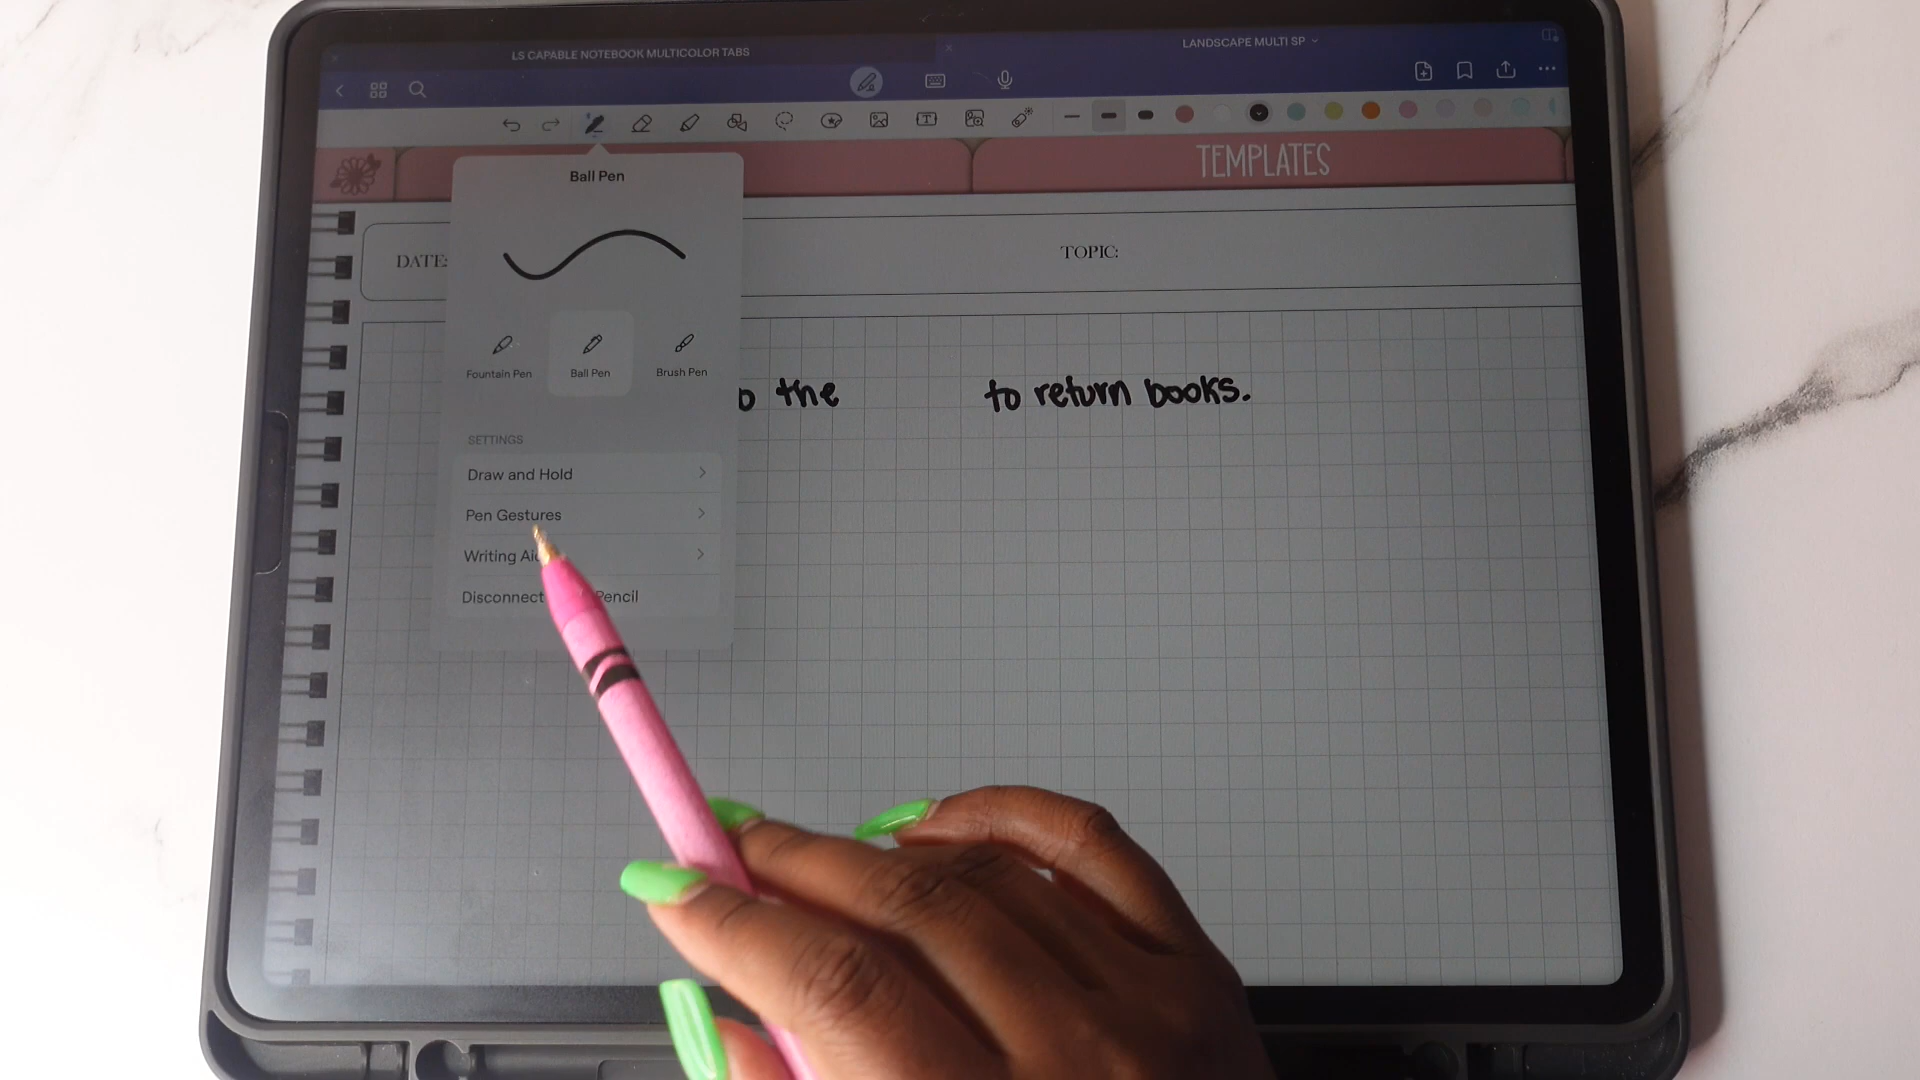 LS CAPABLE NOTEBOOK MULTICOLOR TABS
LANDSCAPE MULTI SP
Ball Pen
TEMPLATES
DATE:
TOPIC:
Fountain Pen
Ball Pen
Brush Pen
o the to return books.
SETTINGS
Draw and Hold
Pen Gestures
Writing
Disconnect Pencil